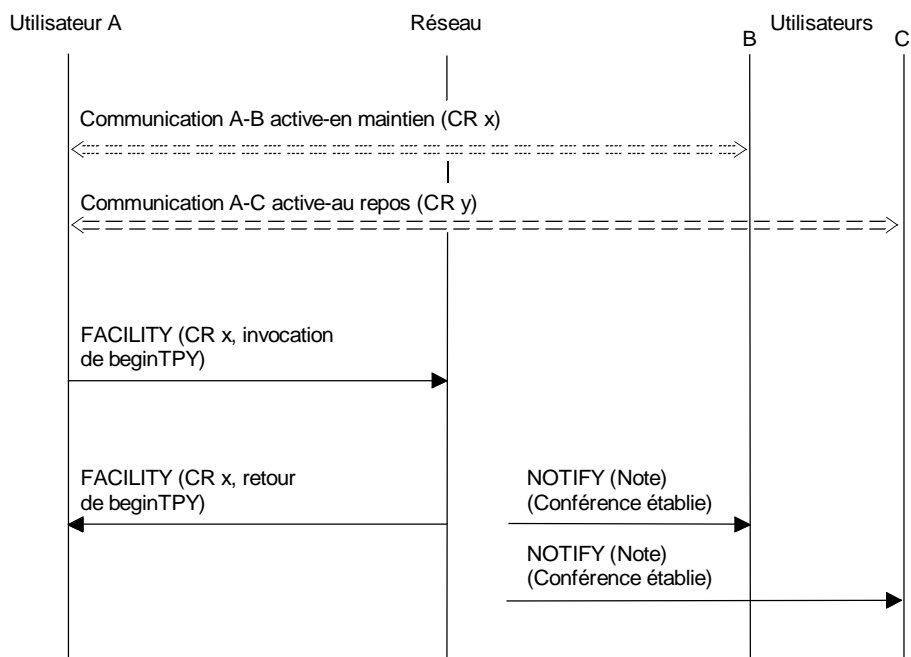 Utilisateur A
Réseau
Utilisateurs
B
C
Communication A-B active-en maintien (CR x)
Communication A-C active-au repos (CR y)
FACILITY (CR x, invocation
de beginTPY)
FACILITY (CR x, retour
de beginTPY)
NOTIFY (Note)
(Conférence établie)
NOTIFY (Note)
(Conférence établie)